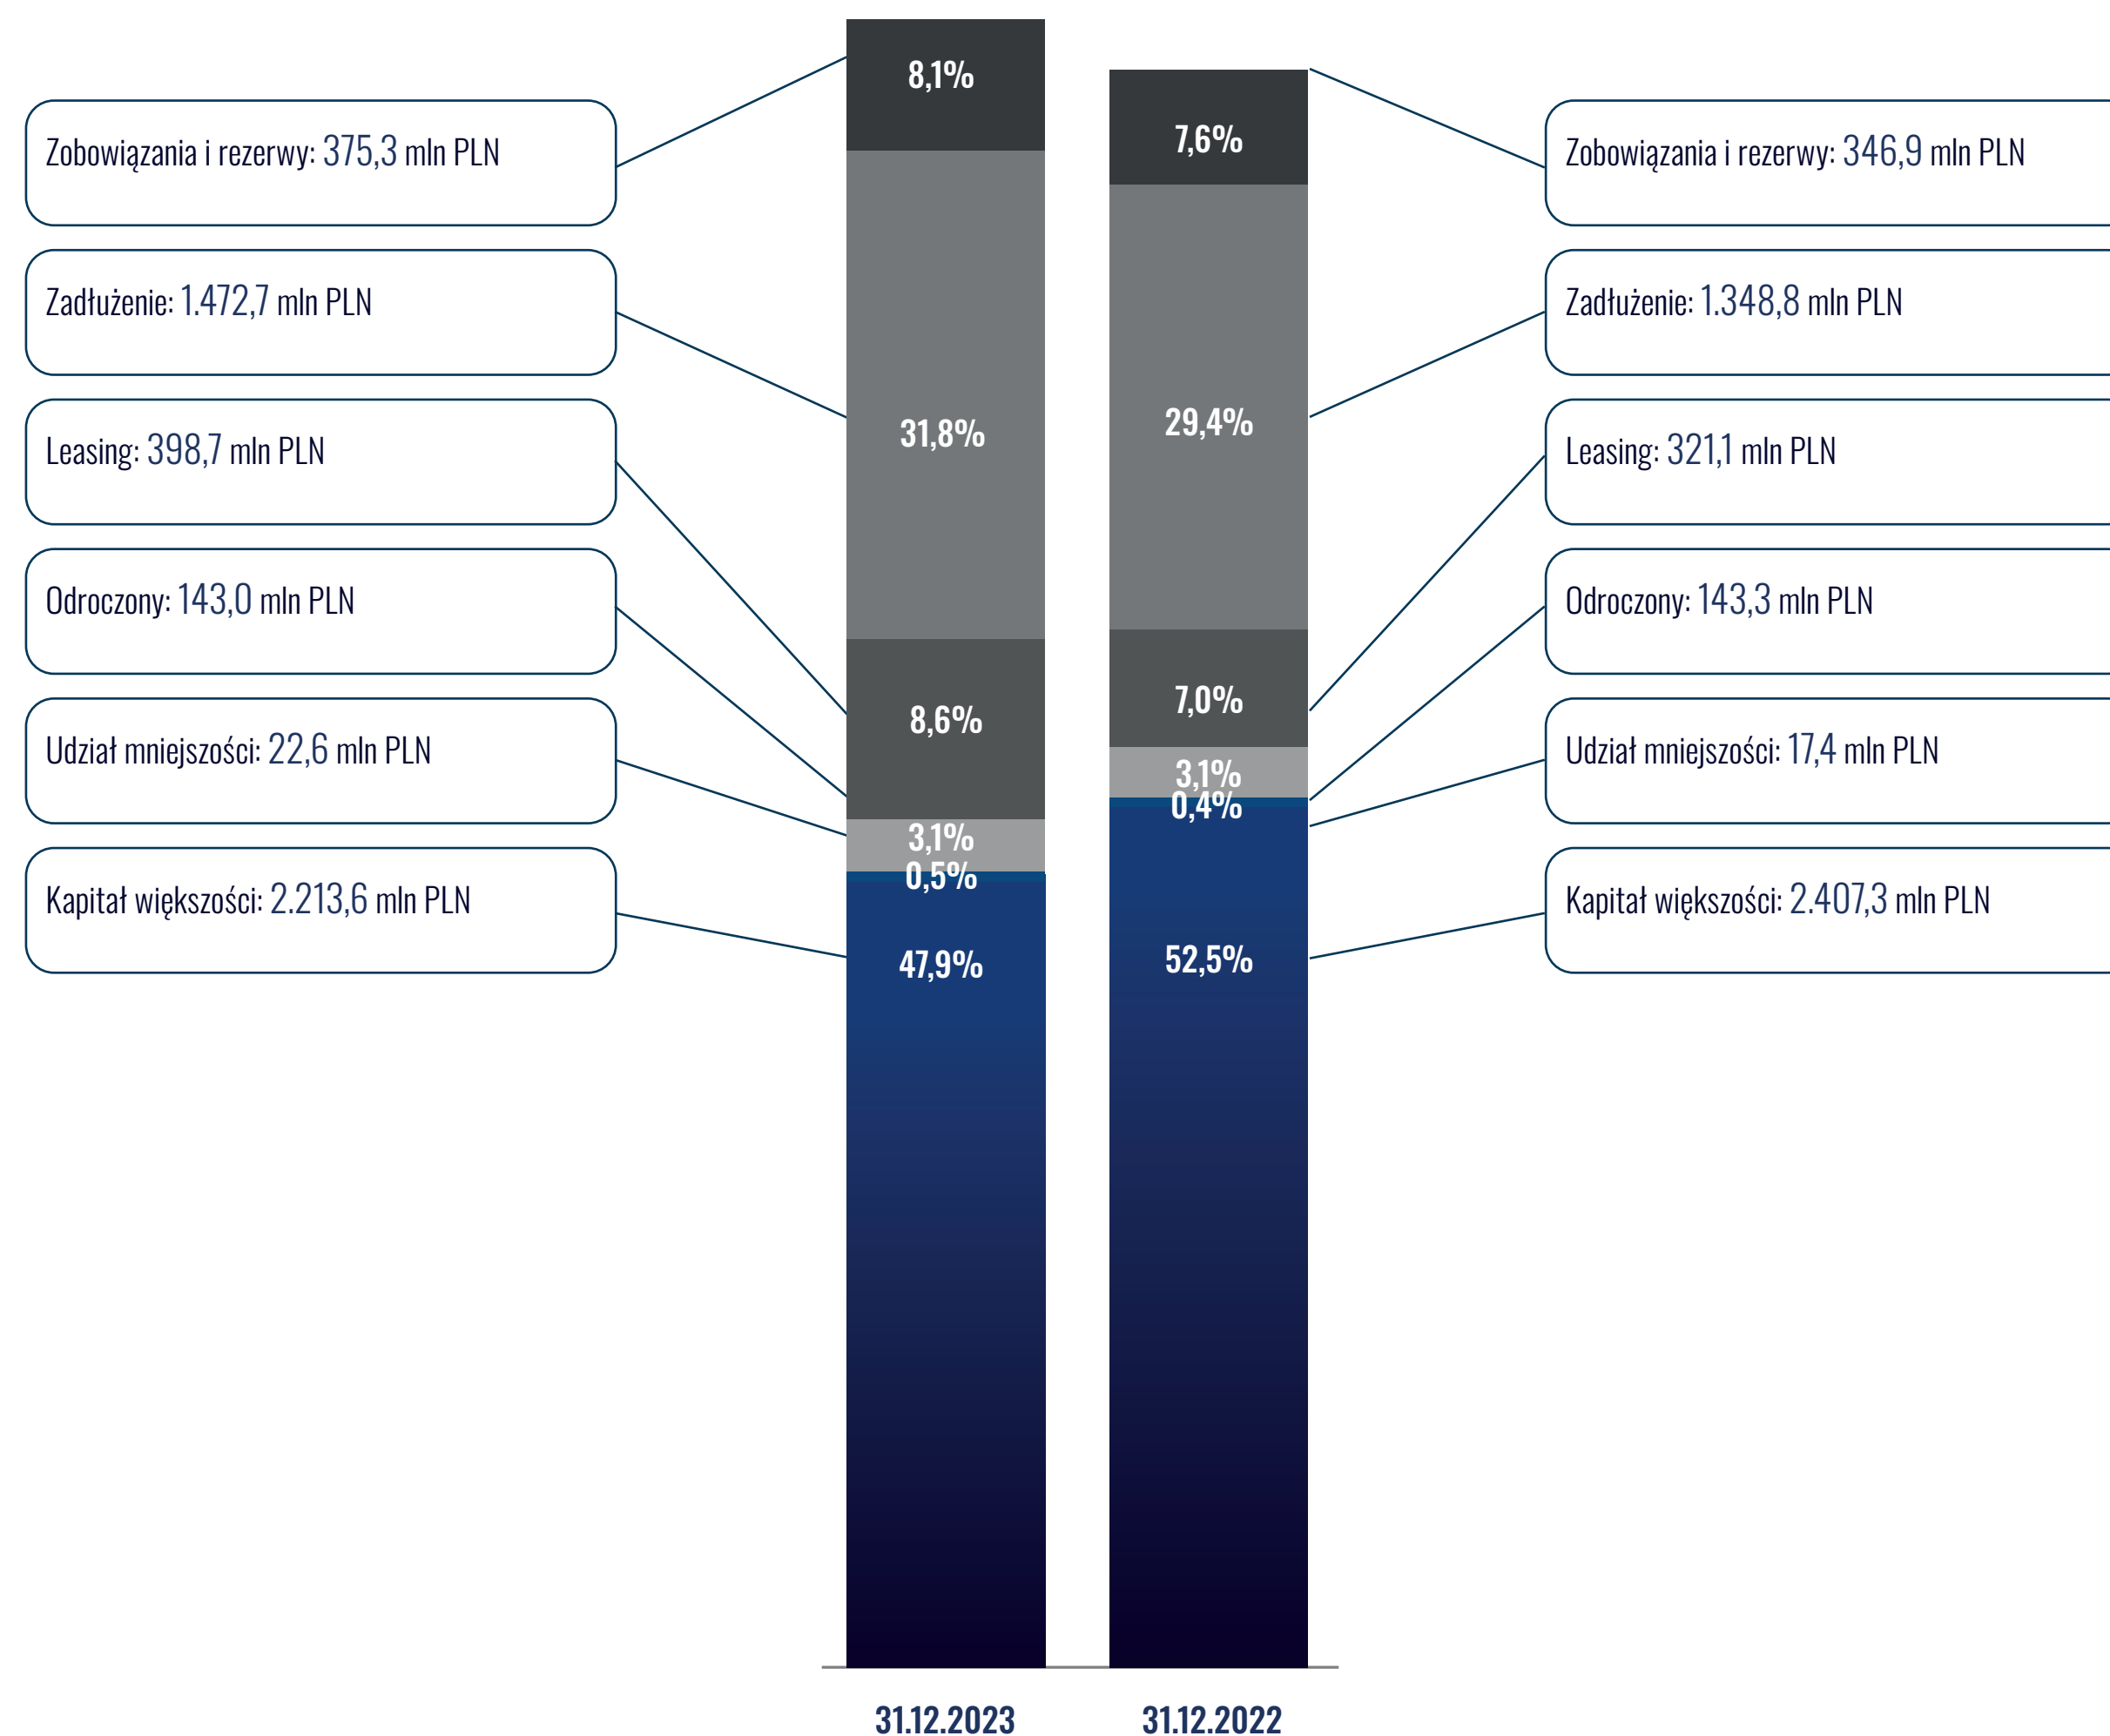 Zobowiązania i rezerwy: 375,3 mln PLN
Zadłużenie: 1.472,7 mln PLN
Leasing: 398,7 mln PLN
Odroczony: 143,0 mln PLN
Udział mniejszości: 22,6 mln PLN
Kapitał większości: 2.213,6 mln PLN
8,1%
31,8%
8,6%
3,1%
0,5%
47,9%
31.12.2023
7,6%
29,4%
7,0%
3,1%
0,4%
52,5%
31.12.2022
Zobowiązania i rezerwy: 346,9 mln PLN
Zadłużenie: 1.348,8 mln PLN
Leasing: 321,1 mln PLN
Odroczony: 143,3 mln PLN
Udział mniejszości: 17,4 mln PLN
Kapitał większości: 2.407,3 mln PLN